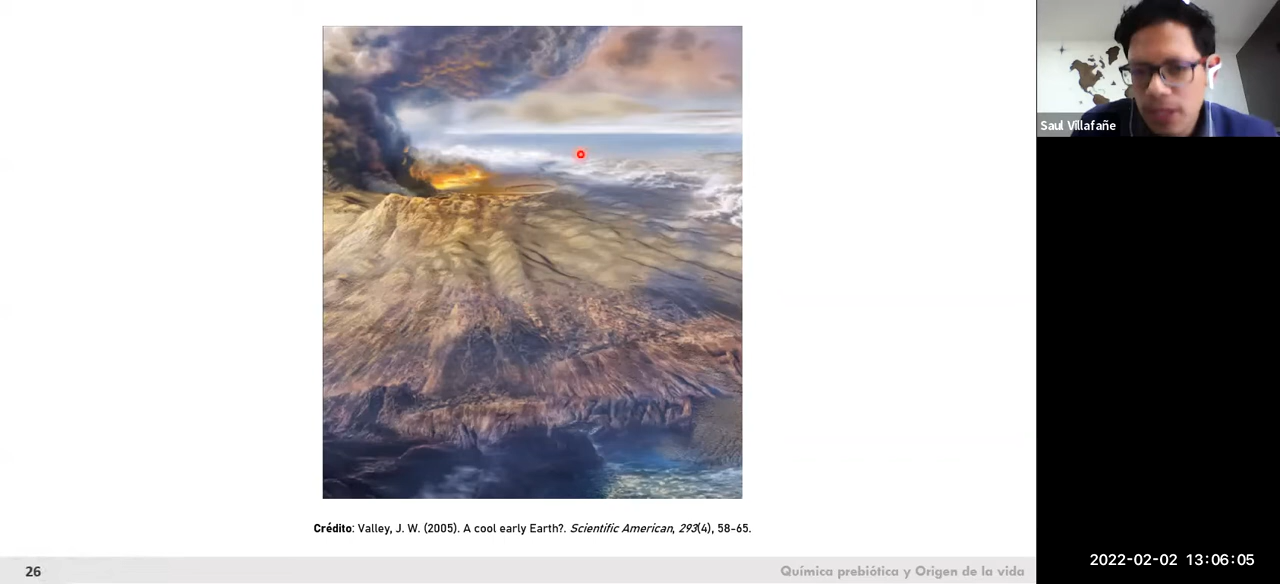 Saul Villafañe
Crédito: Valley, J. W. (2005). A cool early Earth?. Scientific American, 293(4), 58-65.
26
Química prebiótica y Origen de la vida
2022-02-02 13:06:05